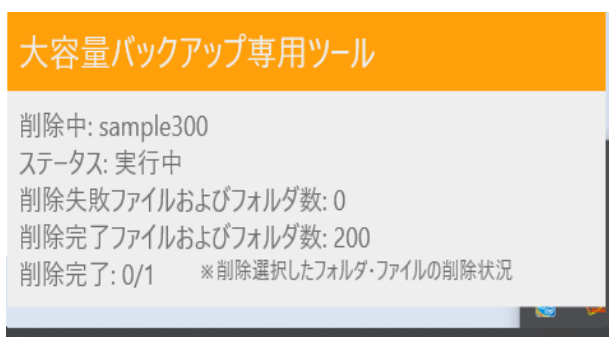 大容量バックアップ専用ツール
削除中: sample300
ステータス: 実行中
削除失敗ファイルおよびフォルダ数: 0
削除完了ファイルおよびフォルダ数: 200
削除完了: 0/1 ※削除選択したフォルダ・ファイルの削除状況